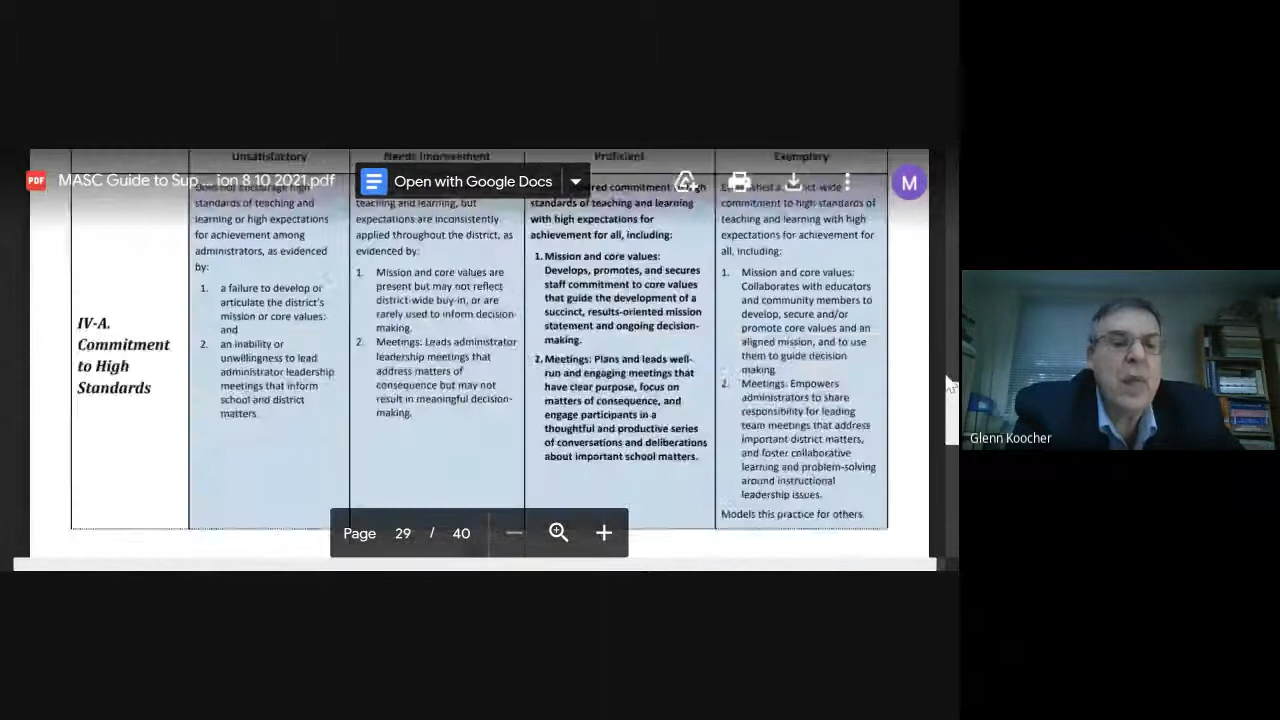 Unsatisfactory
Needs Improvement
Proficient
Exemplary
MASC Guide to Sup ... ion 8 10 2021.pdf
Open with Google Docs
M
PDF
IV-A.
Commitment
to High
Standards
Does not encourage high
standards of teaching and
learning or high expectations
for achievement among
administrators, as evidenced
by:
1. a failure to develop or
articulate the district's
mission or core values;
and
2. an inability or
unwillingness to lead
administrator leadership
meetings that inform
school and district
matters.
teaching and learning, but
expectations are inconsistently
applied throughout the district, as
evidenced by:
1. Mission and core values are
present but may not reflect
district-wide buy-in, or are
rarely used to inform decision-
making.
2. Meetings: Leads administrator
leadership meetings that
address matters of
consequence but may not
result in meaningful decision-
making.
commitment
standards of teaching and learning
with high expectations for
achievement for all, including:
1. Mission and core values:
Develops, promotes, and secures
staff commitment to core values
that guide the development of a
succinct, results-oriented mission
statement and ongoing decision-
making.
2. Meetings: Plans and leads well-
run and engaging meetings that
have clear purpose, focus on
matters of consequence, and
engage participants in a
thoughtful and productive series
of conversations and deliberations
about important school matters.
commitment to high standards of
teaching and learning with high
expectations for achievement for
all, including:
1. Mission and core values:
Collaborates with educators
and community members to
develop, secure and/or
promote core values and an
aligned mission, and to use
them to guide decision
making.
2. Meetings: Empowers
administrators to share
responsibility for leading
team meetings that address
important district matters,
and foster collaborative
learning and problem-solving
around instructional
leadership issues.
Models this practice for others.
Page 29 / 40
Glenn Koocher